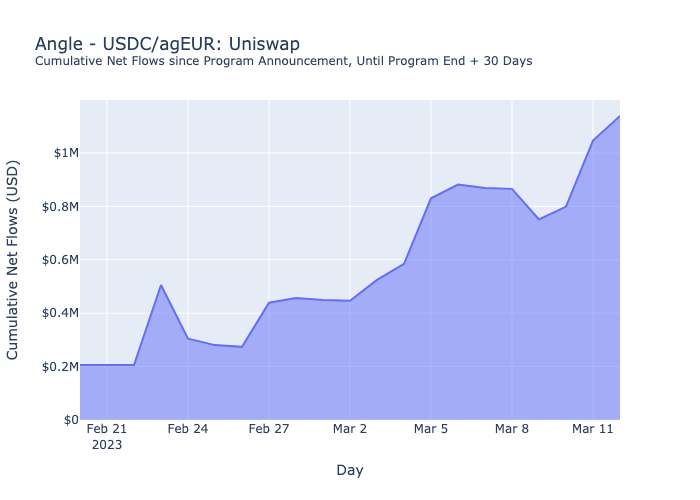 Angle - USDC/agEUR: Uniswap
Cumulative Net Flows since Program Announcement, Until Program End + 30 Days
Cumulative Net Flows (USD)
$1M
$0.8M
$0.6M
$0.4M
$0.2M
$0
Feb 21
2023
Feb 24
Feb 27
Mar 2
Mar 5
Mar 8
Mar 11
Day